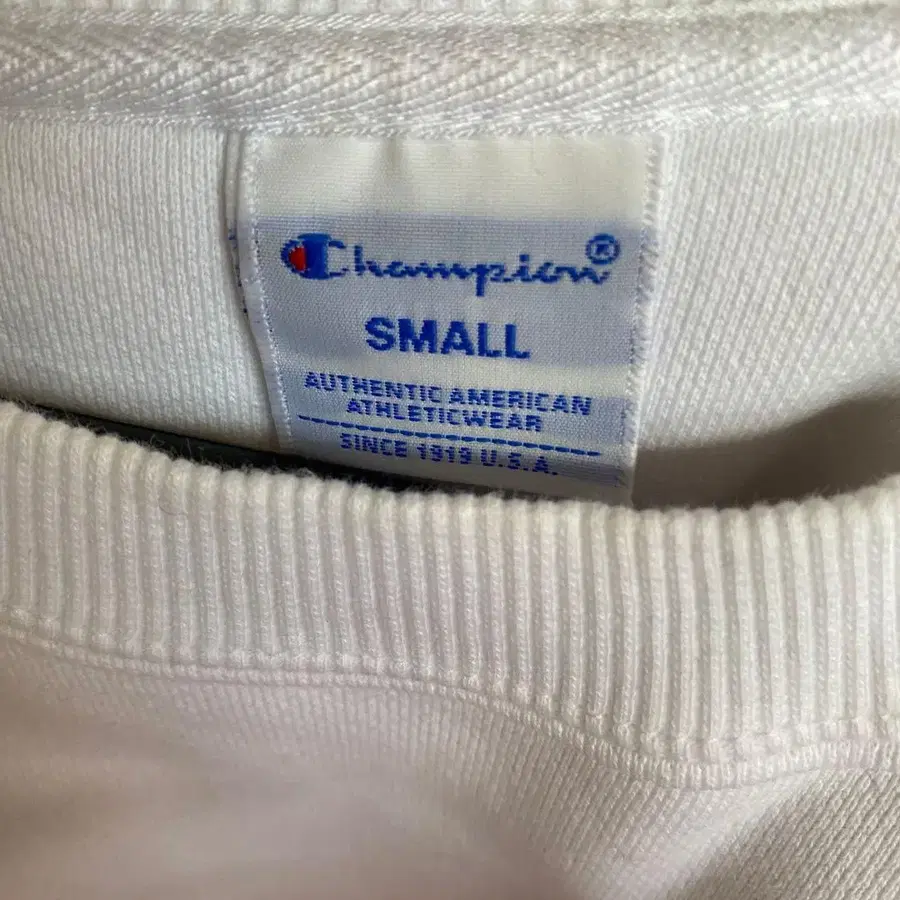 Champion®
SMALL
AUTHENTIC AMERICAN
ATHLETICWEAR
SINCE 1919 U.S.A.